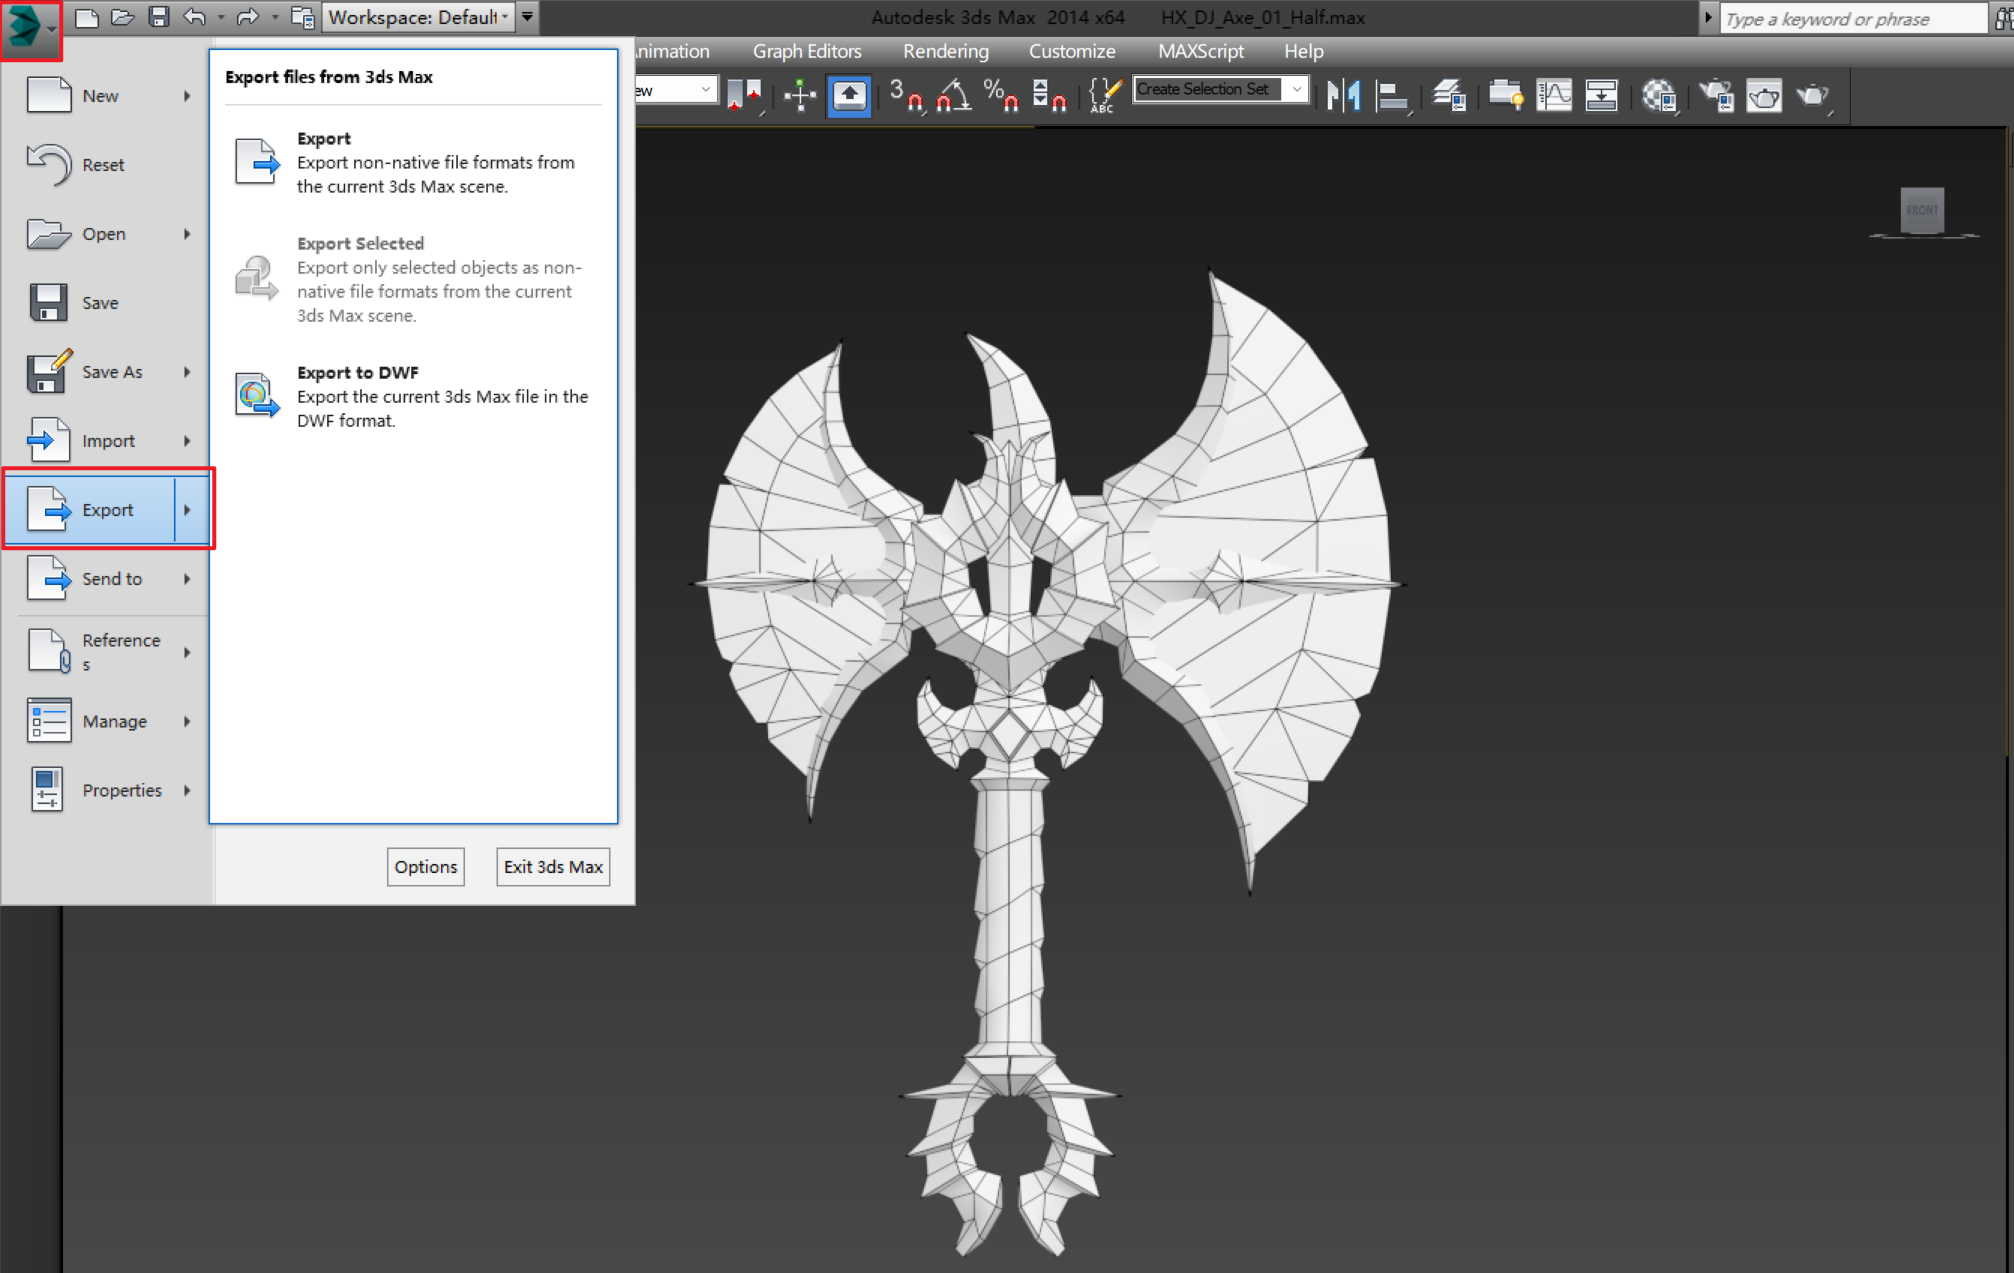 Workspace: Default
Autodesk 3ds Max 2014 x64 HX_DJ_Axe_01_Half.max
Type a keyword or phrase
nimation Graph Editors Rendering Customize MAXScript Help
ew
3
%
ABC
Create Selection Set
FRONT
New
Reset
Open
Save
Save As
Import
Export
Send to
Reference
s
Manage
Properties
Export files from 3ds Max
Export
Export non-native file formats from
the current 3ds Max scene.
Export Selected
Export only selected objects as non-
native file formats from the current
3ds Max scene.
Export to DWF
Export the current 3ds Max file in the
DWF format.
Options
Exit 3ds Max